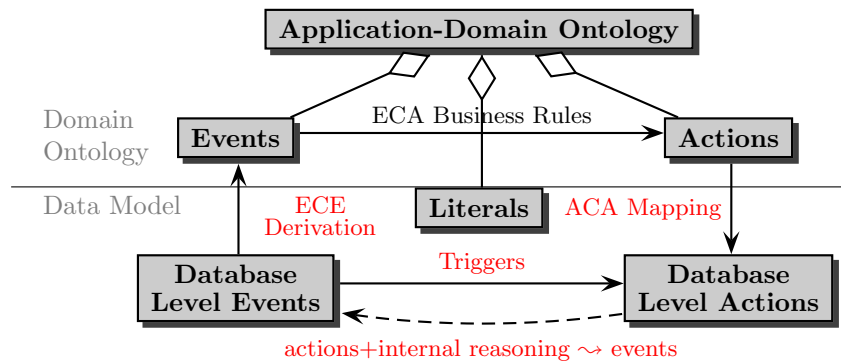 Application-Domain Ontology
Domain
Ontology
ECA Business Rules
Events
Actions
Data Model
ECE
Derivation
Literals
ACA Mapping
Database
Level Events
Triggers
Database
Level Actions
actions+internal reasoning ⤳ events